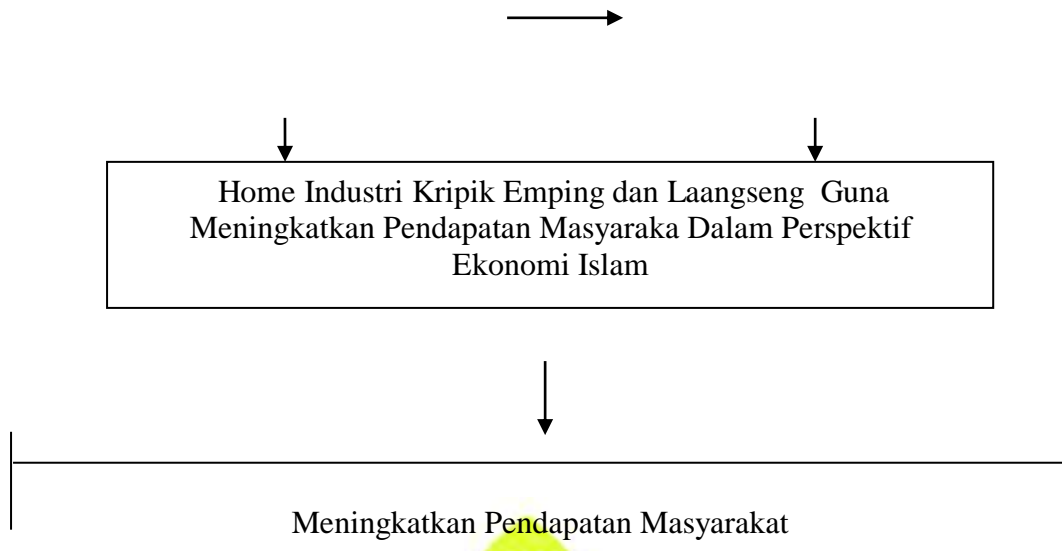 Home Industri Kripik Emping dan Laangseng Guna
Meningkatkan Pendapatan Masyaraka Dalam Perspektif
Ekonomi Islam
Meningkatkan Pendapatan Masyarakat